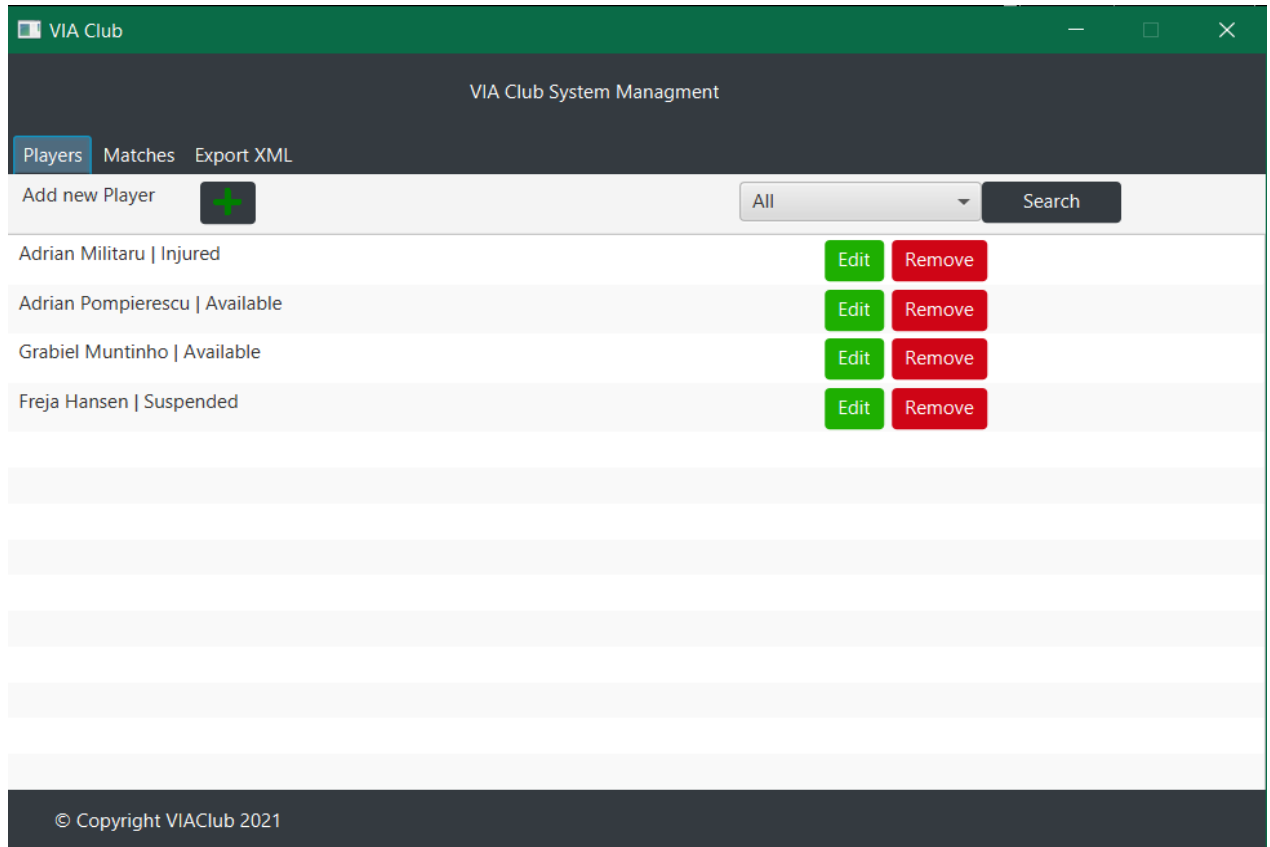 VIA Club
VIA Club System Managment
Players Matches Export XML
Add new Player All Search
Adrian Militaru | Injured Edit Remove
Adrian Pompierescu | Available Edit Remove
Grabiel Muntinho | Available Edit Remove
Freja Hansen | Suspended Edit Remove
© Copyright VIAClub 2021